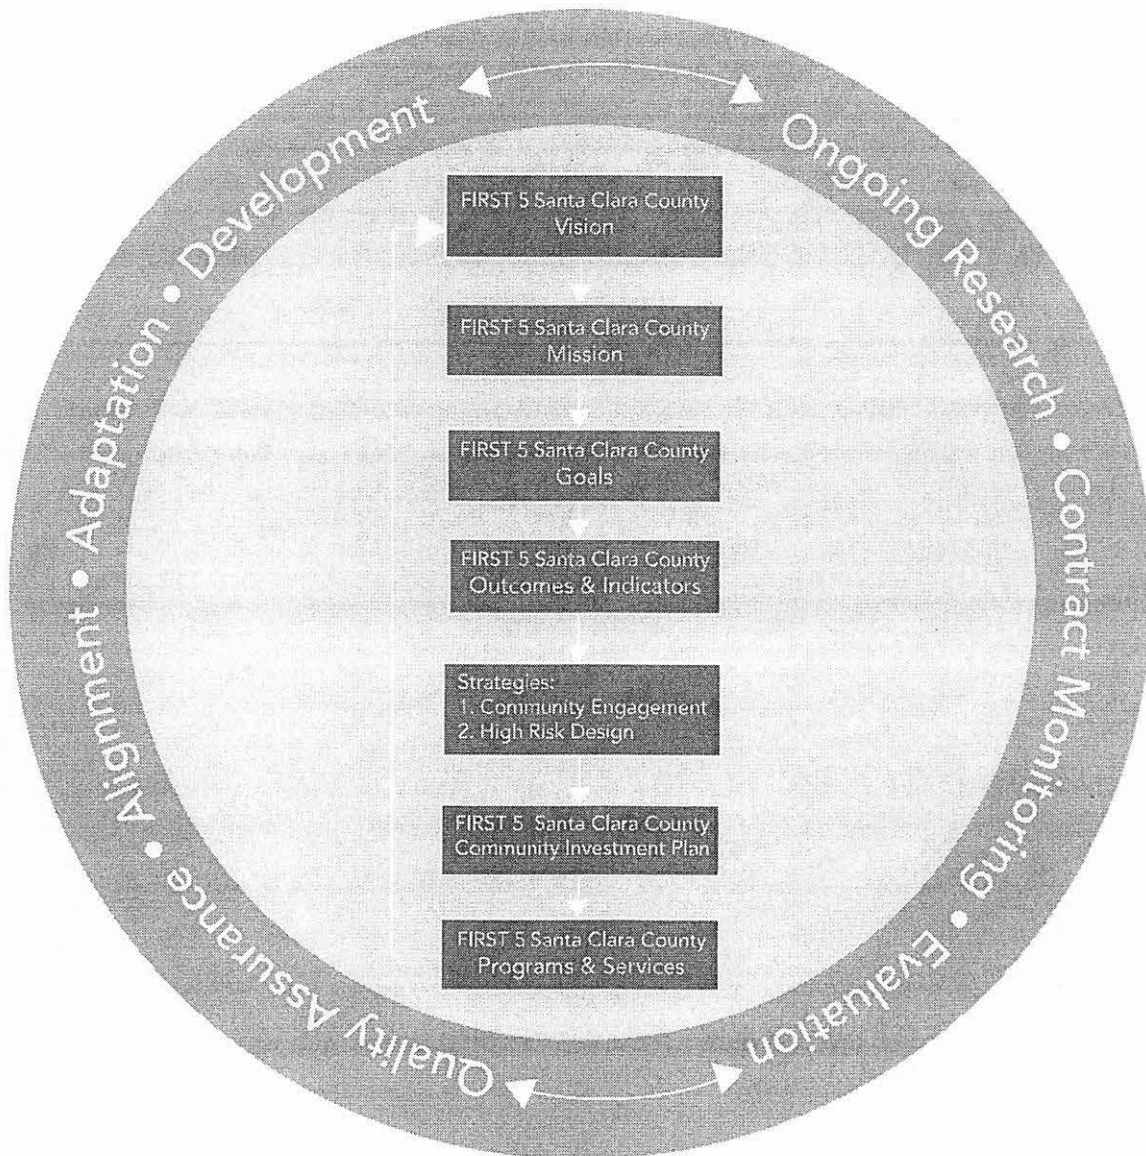 Development
Ongoing Research • Contract Monitoring • Evaluation
Quality Assurance • Alignment • Adaptation •
FIRST 5 Santa Clara County
Vision
FIRST 5 Santa Clara County
Mission
FIRST 5 Santa Clara County
Goals
FIRST 5 Santa Clara County
Outcomes & Indicators
Strategies:
1. Community Engagement
2. High Risk Design
FIRST 5 Santa Clara County
Community Investment Plan
FIRST 5 Santa Clara County
Programs & Services